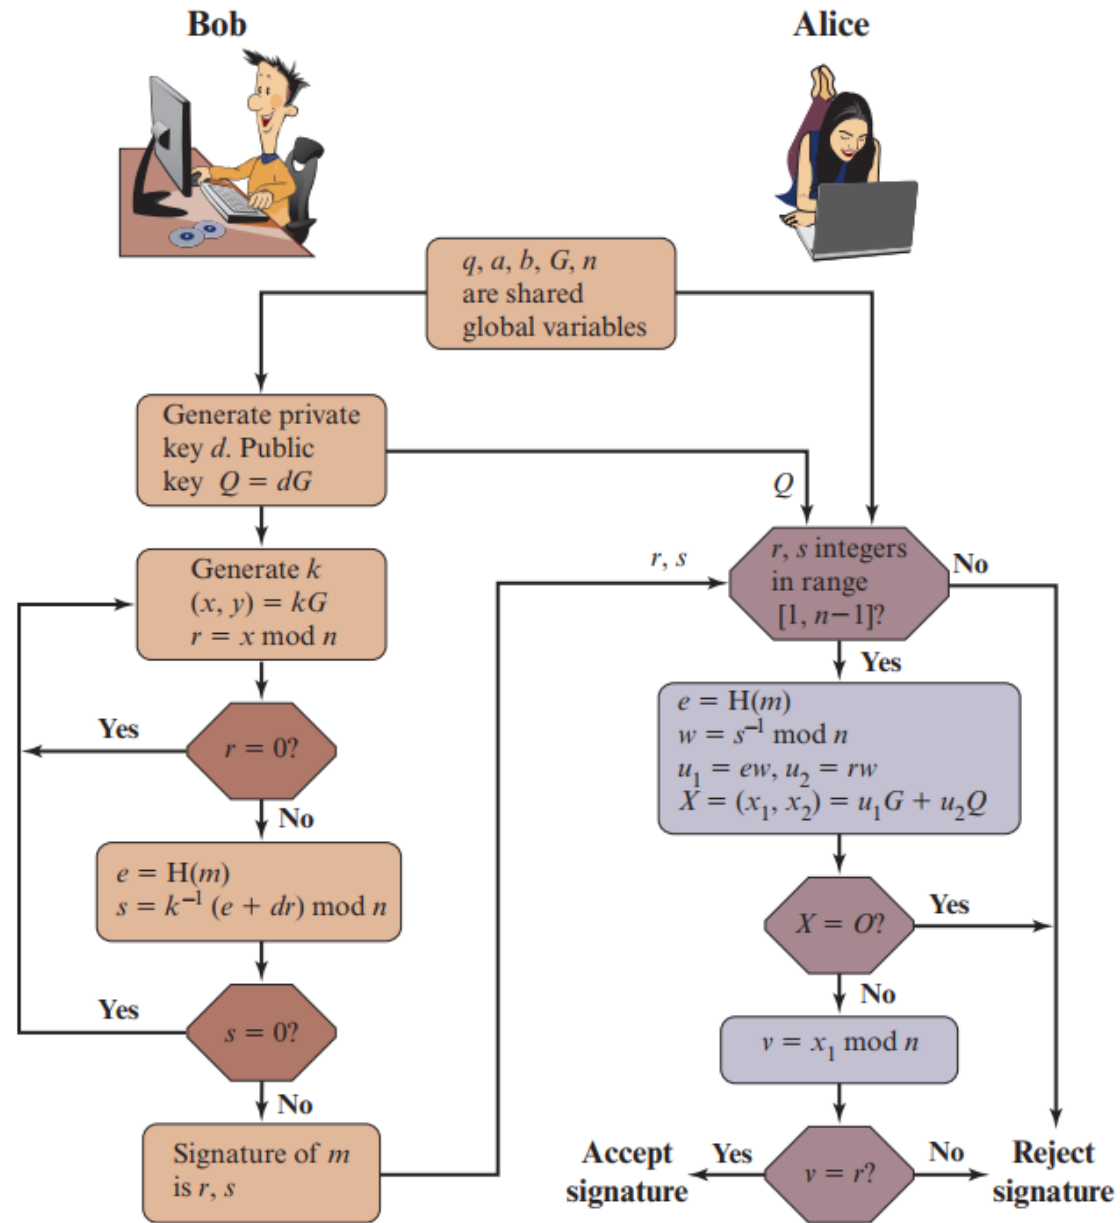 Bob
Alice
q, a, b, G, n
are shared
global variables
Generate private
key d. Public
key Q = dG
Q
Generate k
(x, y) = kG
r = x mod n
r, s
r, s integers
in range
[1, n−1]?
No
Yes
Yes
r = 0?
No
e = H(m)
w = s⁻¹ mod n
u₁ = ew, u₂ = rw
X = (x₁, x₂) = u₁G + u₂Q
e = H(m)
s = k⁻¹ (e + dr) mod n
X = O?
Yes
No
Yes
s = 0?
No
v = x₁ mod n
Signature of m
is r, s
Accept
signature
Yes
v = r?
No
Reject
signature